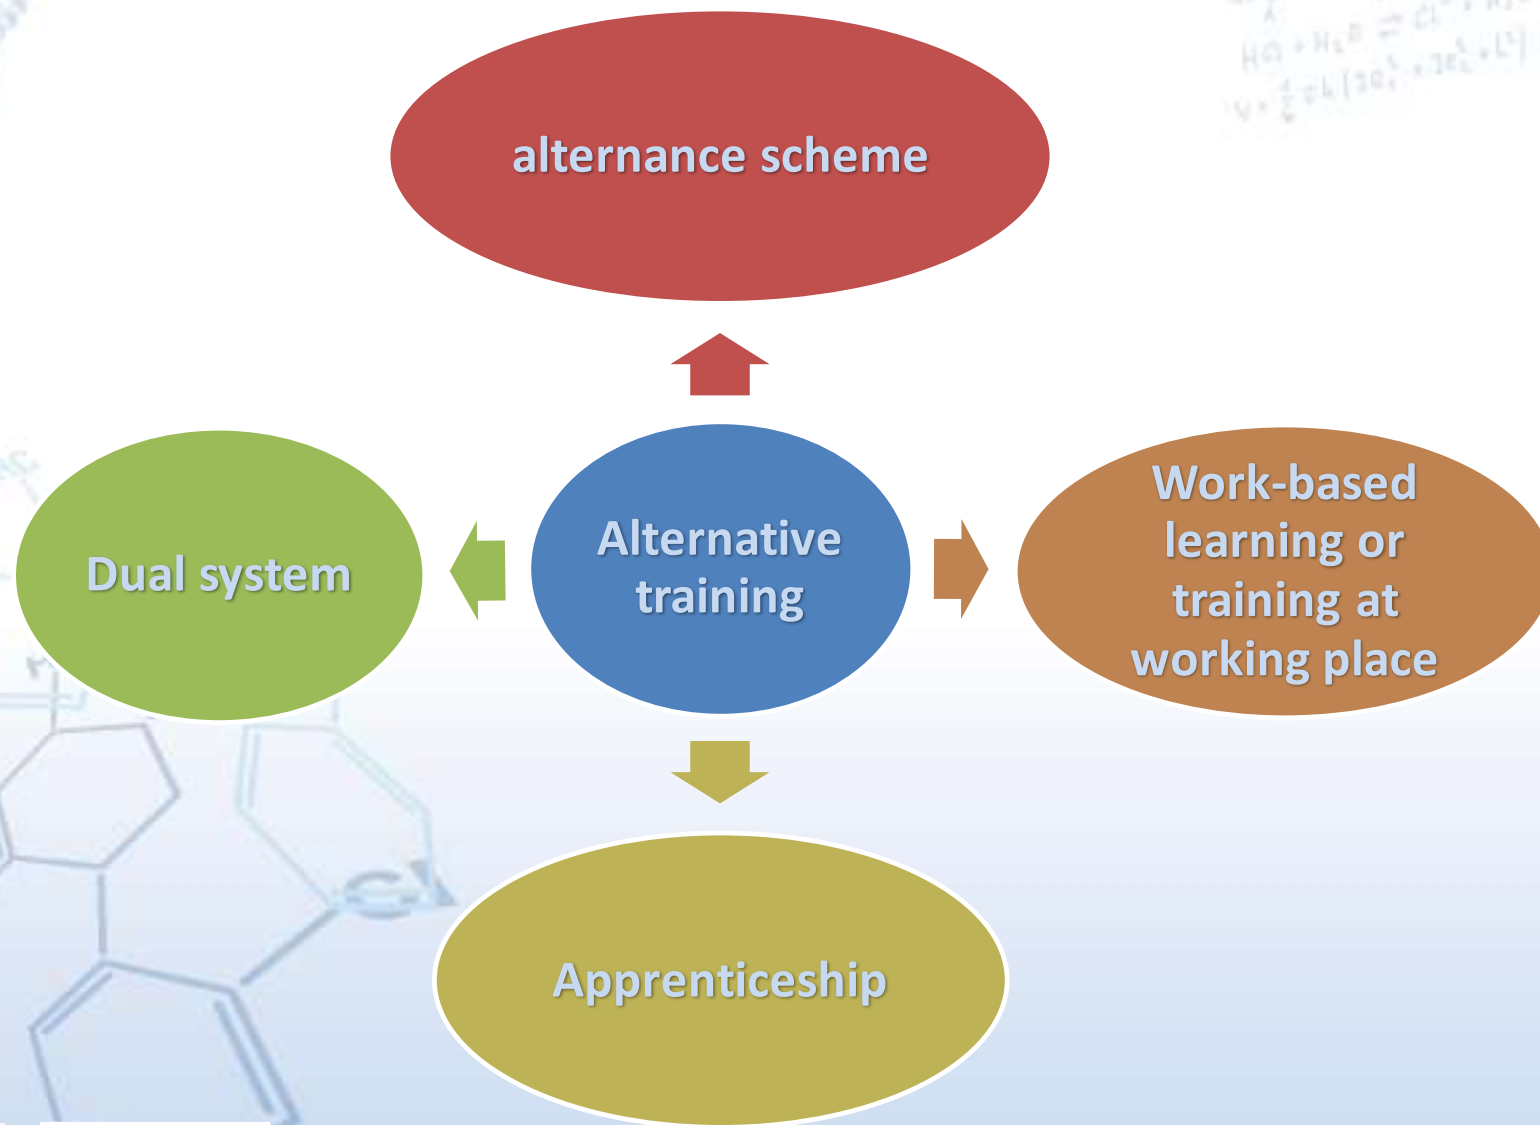 alternance scheme
Dual system
Alternative
training
Work-based
learning or
training at
working place
Apprenticeship